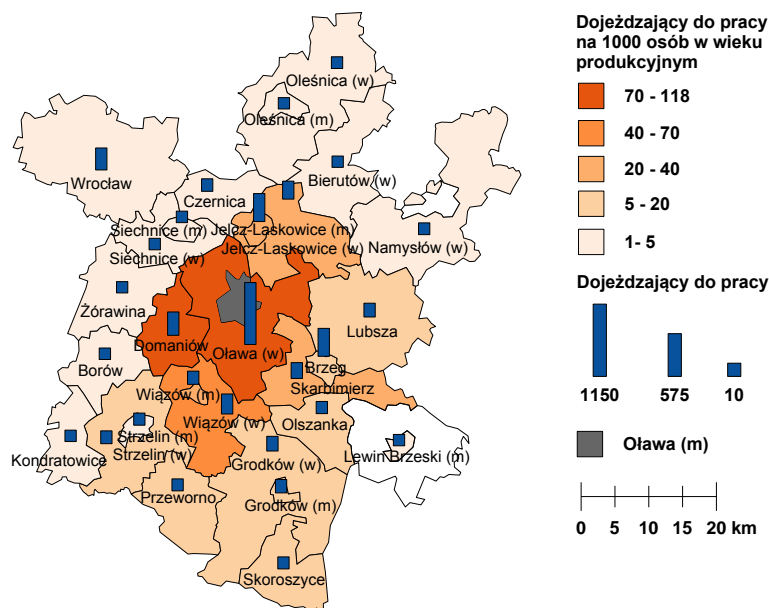 Dojeżdzający do pracy
na 1000 osób w wieku
produkcyjnym
70 - 118
40 - 70
20 - 40
5 - 20
1- 5
Dojeżdzający do pracy
1150 575 10
Oława (m)
0 5 10 15 20 km
Oleśnica (w)
Oleśnica (m)
Wrocław
Bierutów (w)
Czernica
Siechnice (m)
Jelcz-Laskowice (m)
Jelcz-Laskowice (w)
Namysłów (w)
Siechnice (w)
Żórawina
Lubsza
Domaniów
Oława (w)
Brzeg
Borów
Skarbimierz
Wiązów (m)
Wiązów (w)
Olszanka
Strzelin (m)
Strzelin (w)
Kondratowice
Grodków (w)
Lewin Brzeski (m)
Przeworno
Grodków (m)
Skoroszyce